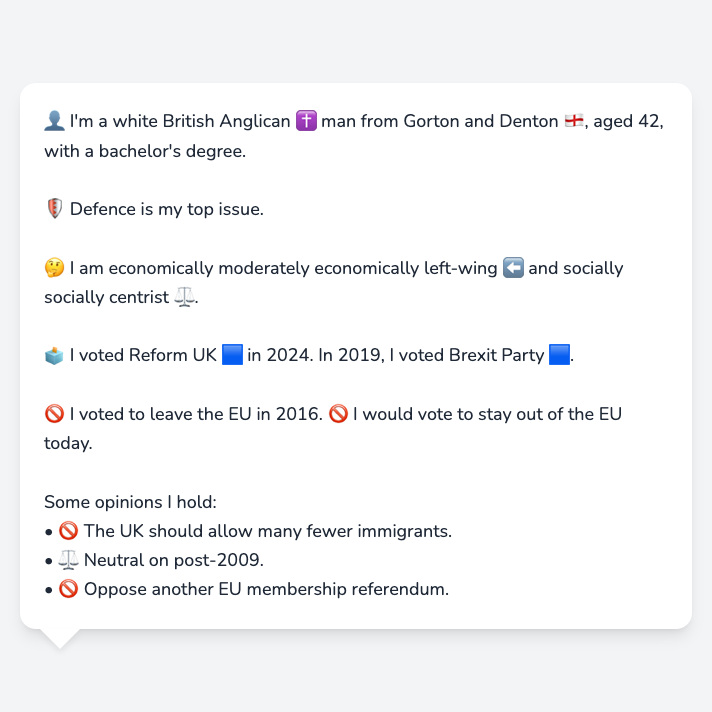 👤 I'm a white British Anglican ✝️ man from Gorton and Denton 🏴󠁧󠁢󠁥󠁮󠁧󠁿, aged 42,
with a bachelor's degree.
🛡️ Defence is my top issue.
🤔 I am economically moderately economically left-wing ⬅️ and socially
socially centrist ⚖️.
🗳️ I voted Reform UK 🟦 in 2024. In 2019, I voted Brexit Party 🟦.
🚫 I voted to leave the EU in 2016. 🚫 I would vote to stay out of the EU
today.
Some opinions I hold:
• 🚫 The UK should allow many fewer immigrants.
• ⚖️ Neutral on post-2009.
• 🚫 Oppose another EU membership referendum.